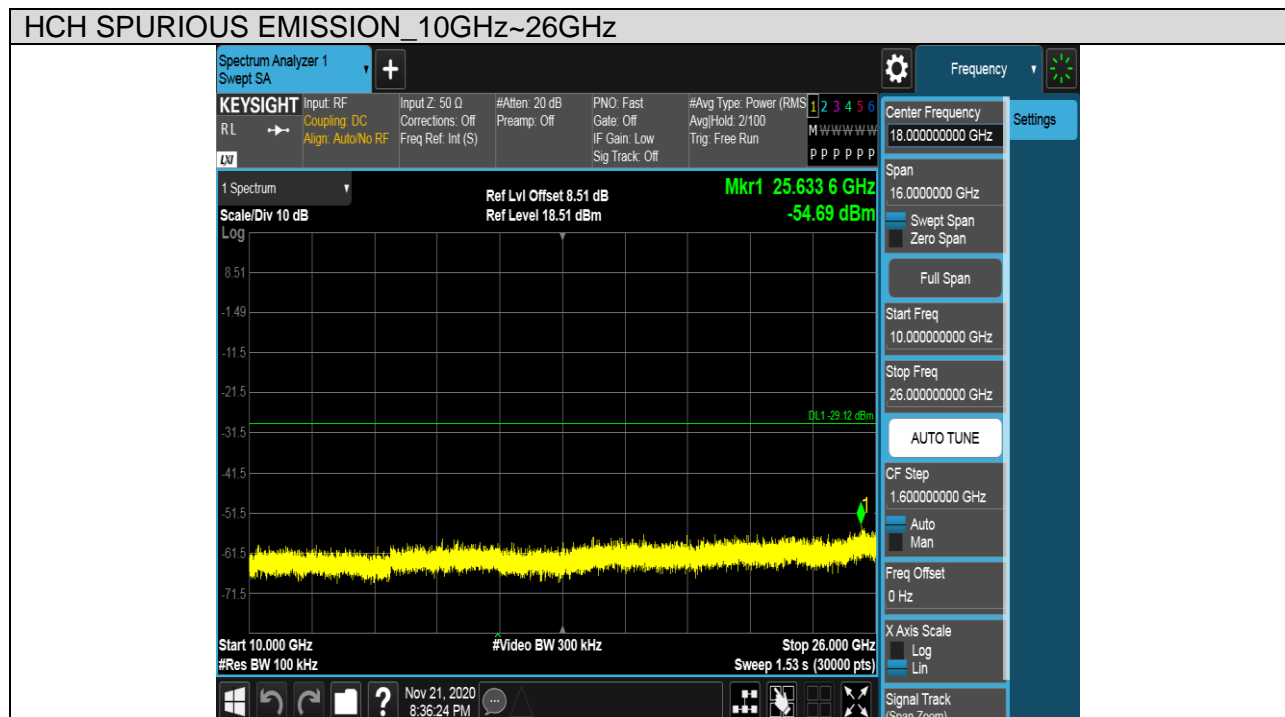 HCH SPURIOUS EMISSION_10GHz~26GHz
Spectrum Analyzer 1
Swept SA
+
Frequency
KEYSIGHT
RL
LXI
Input: RF
Coupling: DC
Align: Auto/No RF
Input Z: 50 Ω
Corrections: Off
Freq Ref: Int (S)
#Atten: 20 dB
Preamp: Off
PNO: Fast
Gate: Off
IF Gain: Low
Sig Track: Off
#Avg Type: Power (RMS
Avg|Hold: 2/100
Trig: Free Run
1 2 3 4 5 6
M W W W W W
P P P P P P
Center Frequency
18.000000000 GHz
Settings
1 Spectrum
Scale/Div 10 dB
Ref Lvl Offset 8.51 dB
Ref Level 18.51 dBm
Mkr1 25.633 6 GHz
-54.69 dBm
Log
8.51
-1.49
-11.5
-21.5
-31.5
-41.5
-51.5
-61.5
-71.5
DL1 -29.12 dBm
1
Start 10.000 GHz
#Res BW 100 kHz
#Video BW 300 kHz
Stop 26.000 GHz
Sweep 1.53 s (30000 pts)
Span
16.0000000 GHz
Swept Span
Zero Span
Full Span
Start Freq
10.000000000 GHz
Stop Freq
26.000000000 GHz
AUTO TUNE
CF Step
1.600000000 GHz
Auto
Man
Freq Offset
0 Hz
X Axis Scale
Log
Lin
Signal Track
(Span Zoom)
?
Nov 21, 2020
8:36:24 PM